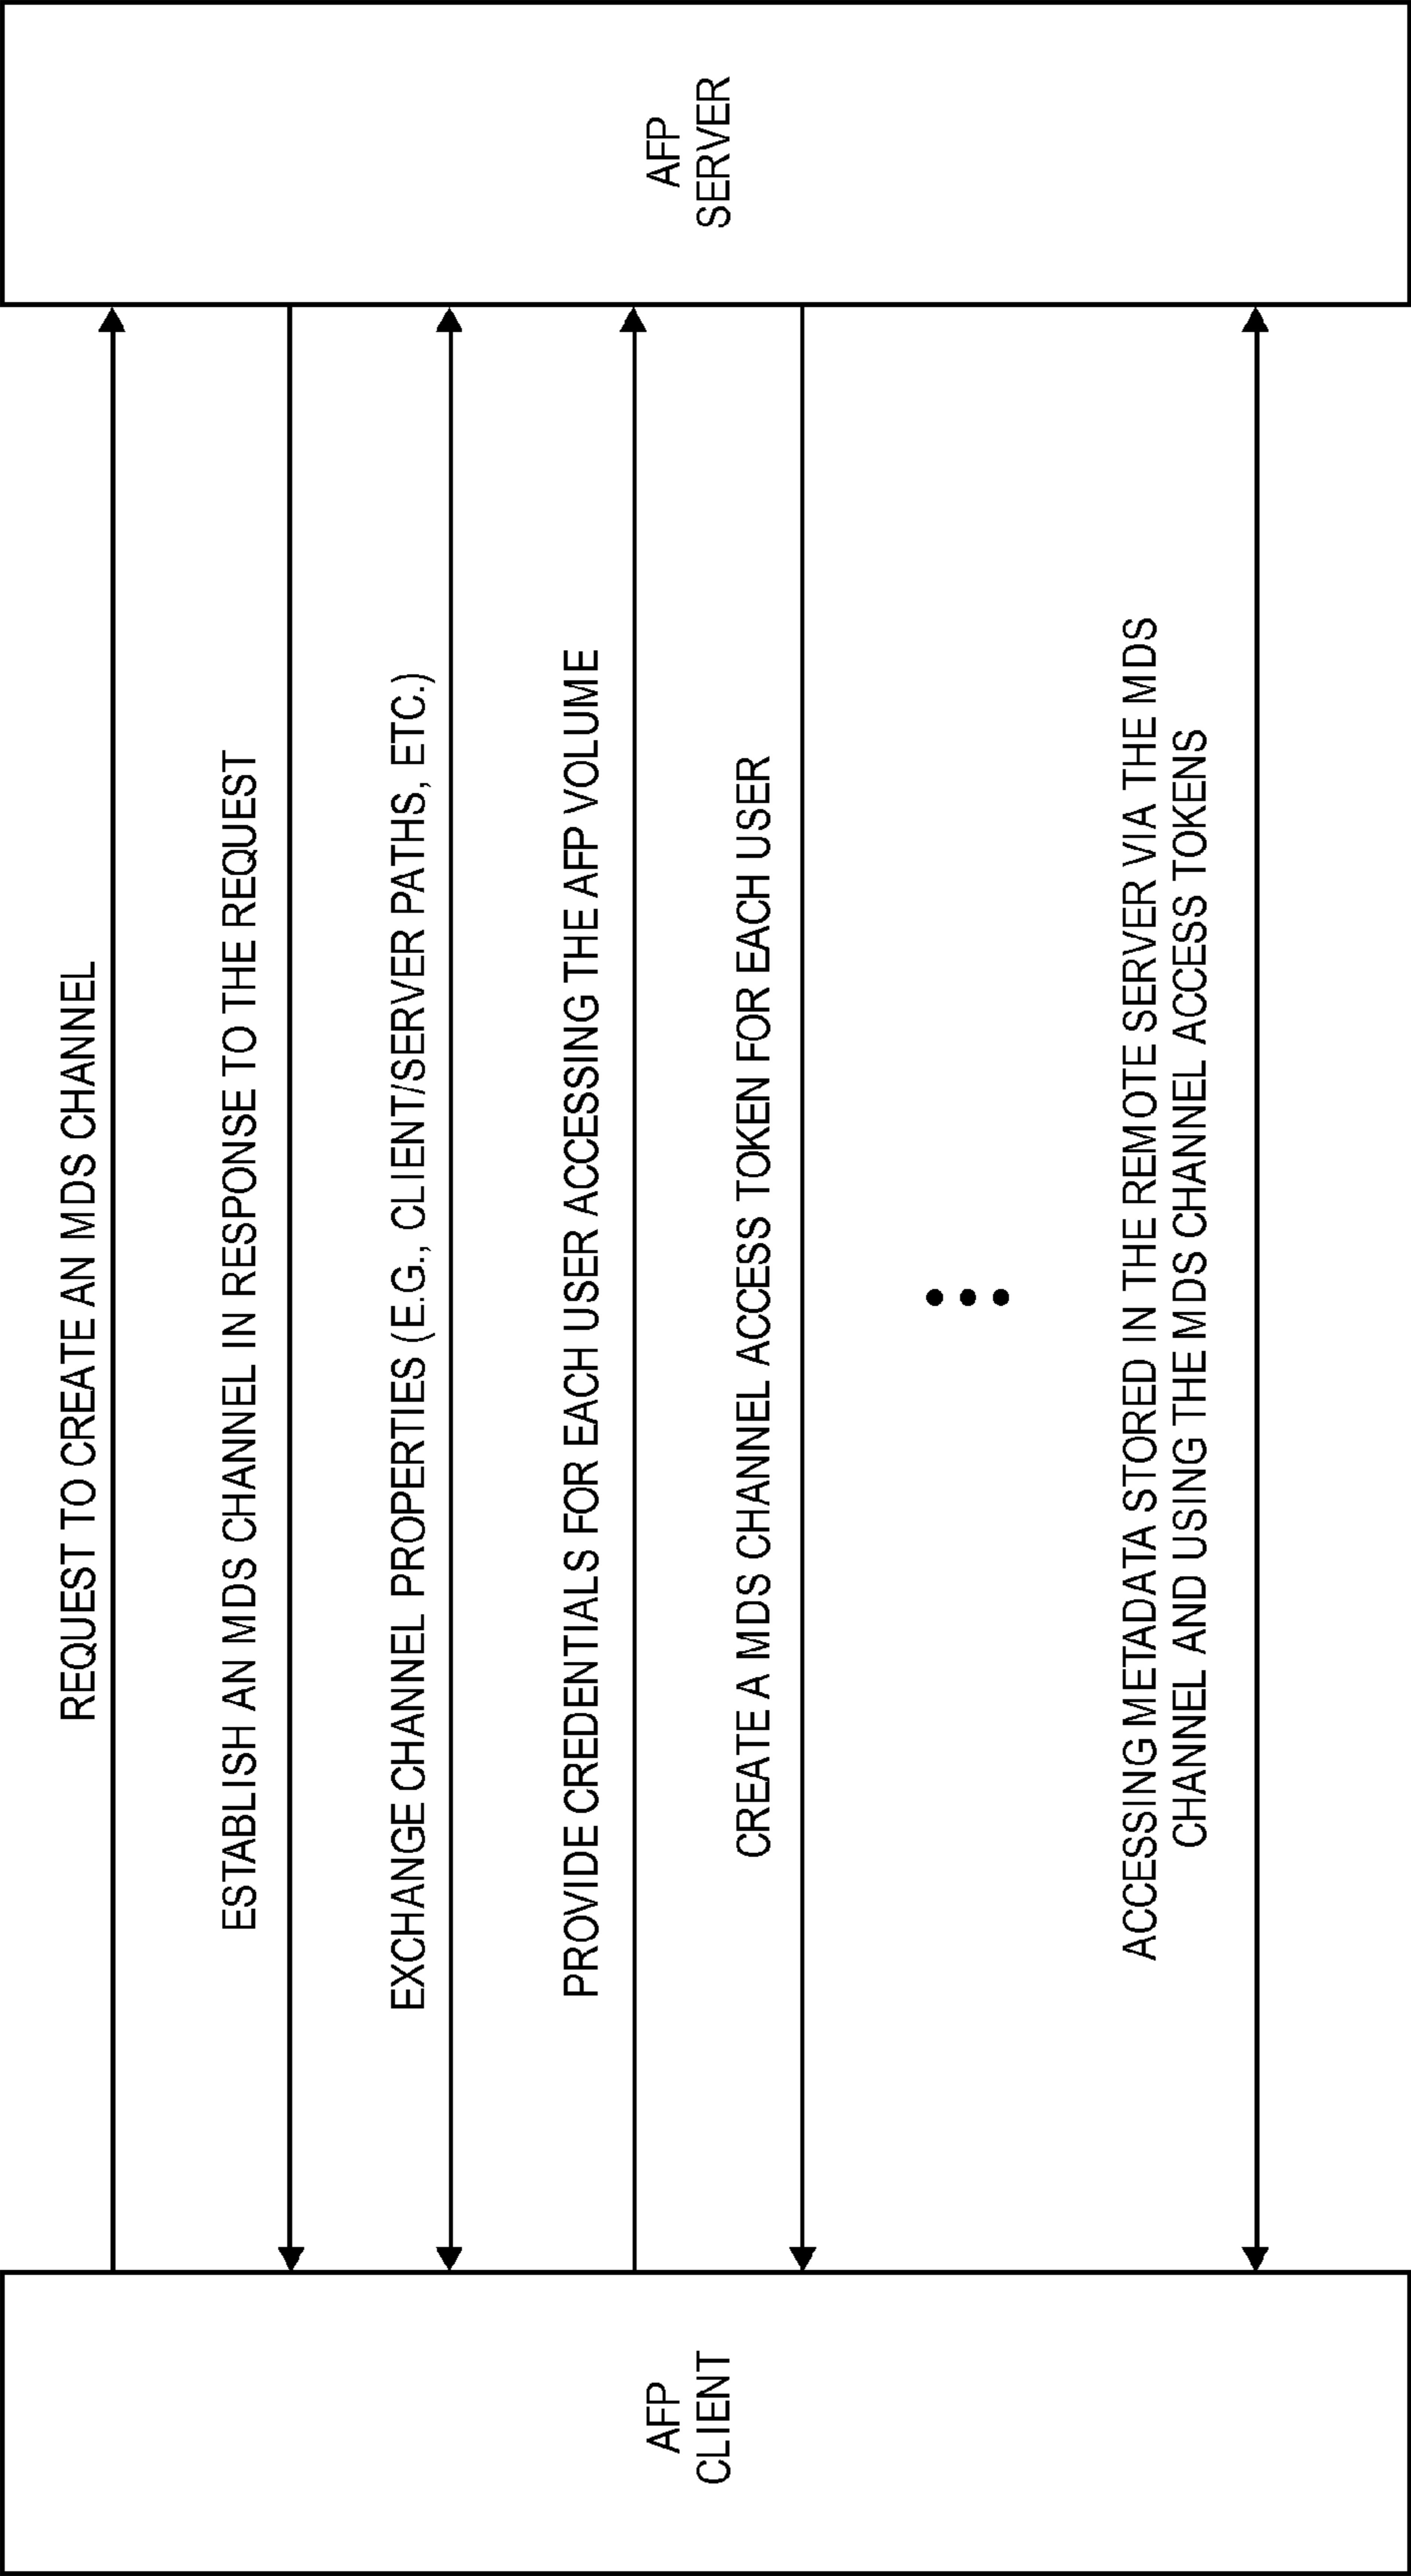 AFP
CLIENT
AFP
SERVER
REQUEST TO CREATE AN MDS CHANNEL
ESTABLISH AN MDS CHANNEL IN RESPONSE TO THE REQUEST
EXCHANGE CHANNEL PROPERTIES (E.G., CLIENT/SERVER PATHS, ETC.)
PROVIDE CREDENTIALS FOR EACH USER ACCESSING THE AFP VOLUME
CREATE A MDS CHANNEL ACCESS TOKEN FOR EACH USER
ACCESSING METADATA STORED IN THE REMOTE SERVER VIA THE MDS
CHANNEL AND USING THE MDS CHANNEL ACCESS TOKENS